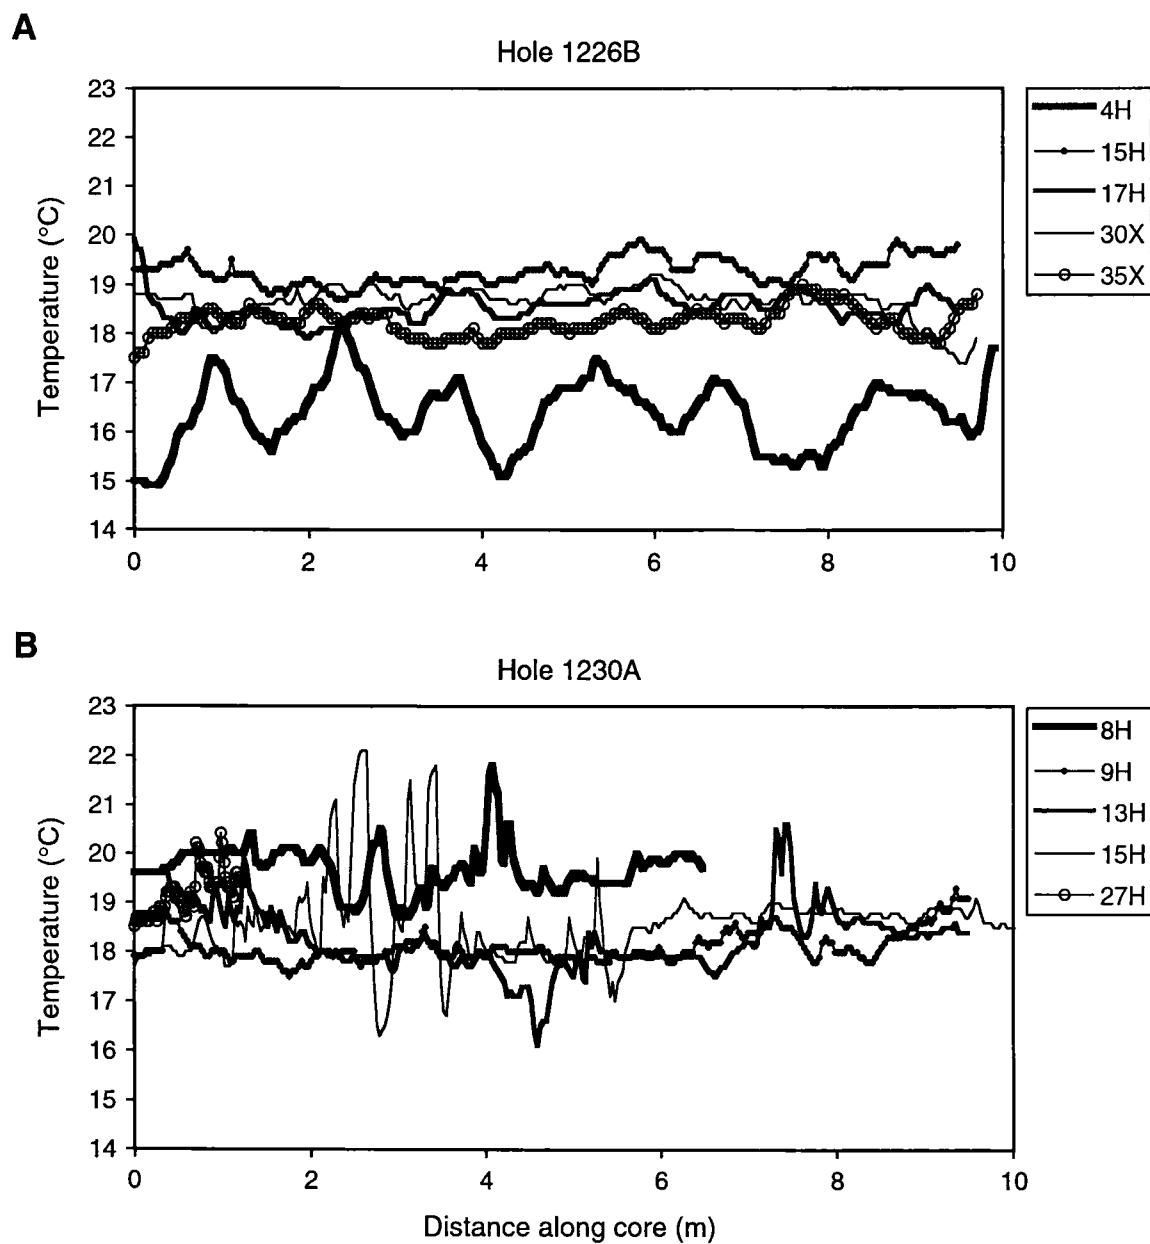 A
Hole 1226B
23
22
21
20
19
18
17
16
15
14
Temperature (°C)
0 2 4 6 8 10
4H
15H
17H
30X
35X
B
Hole 1230A
23
22
21
20
19
18
17
16
15
14
Temperature (°C)
0 2 4 6 8 10
Distance along core (m)
8H
9H
13H
15H
27H